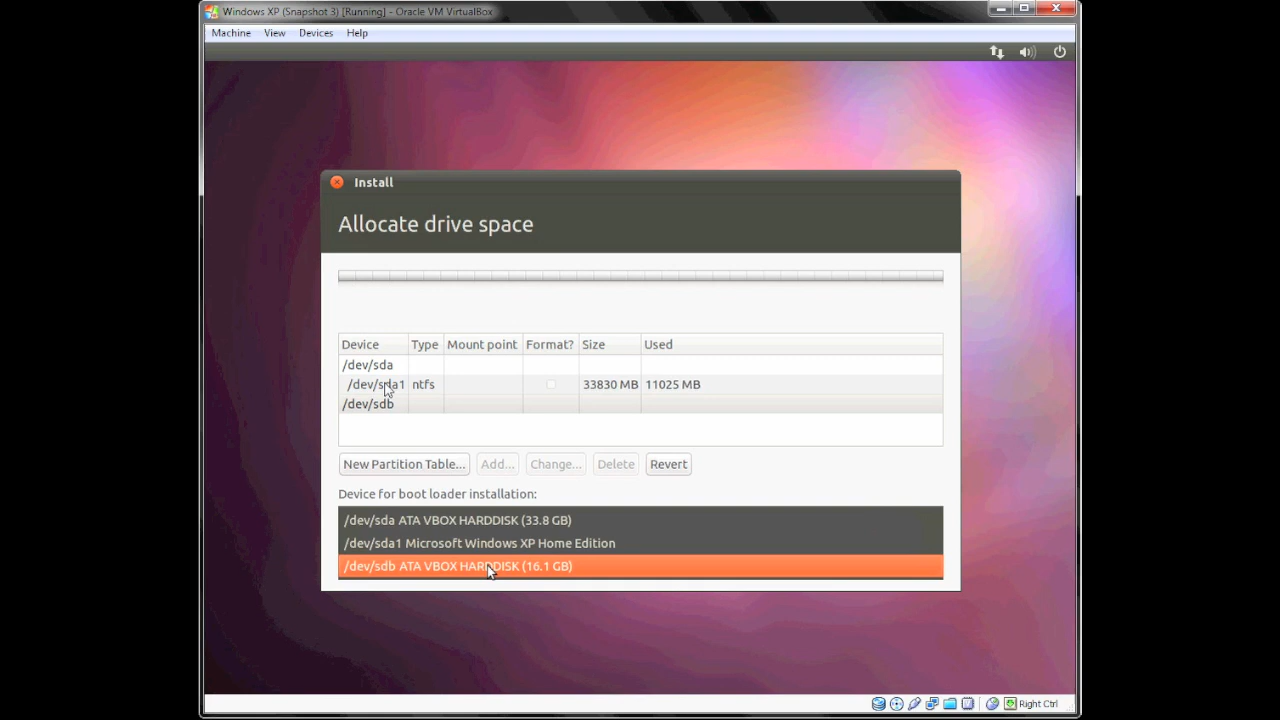 Windows XP (Snapshot 3) [Running] - Oracle VM VirtualBox
Machine View Devices Help
Install
Allocate drive space
Device Type Mount point Format? Size Used
/dev/sda
/dev/sda1 ntfs 33830 MB 11025 MB
/dev/sdb
New Partition Table... Add... Change... Delete Revert
Device for boot loader installation:
/dev/sda ATA VBOX HARDDISK (33.8 GB)
/dev/sda1 Microsoft Windows XP Home Edition
/dev/sdb ATA VBOX HARDDISK (16.1 GB)
Right Ctrl